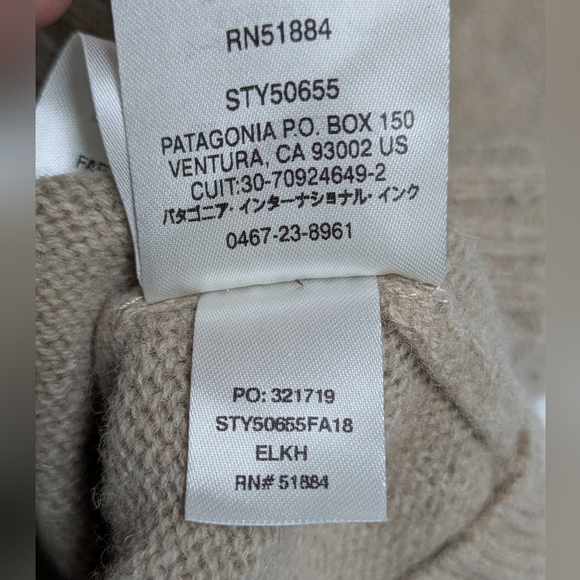 RN51884
STY50655
PATAGONIA P.O. BOX 150
VENTURA, CA 93002 US
CUIT:30-70924649-2
パタゴニア・インターナショナル・インク
0467-23-8961
PO: 321719
STY50655FA18
ELKH
RN# 51884